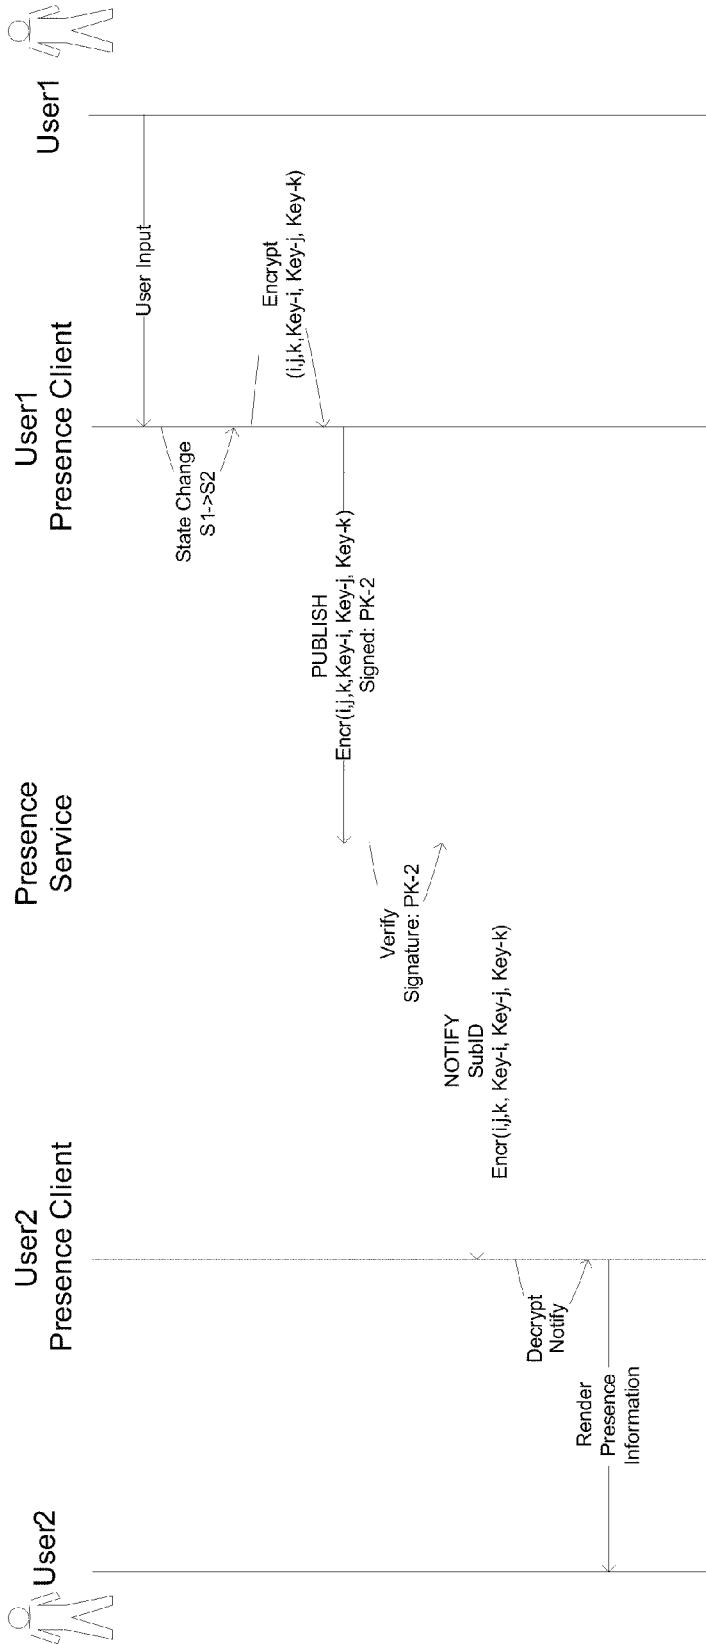 User2
User2
Presence Client
Presence
Service
User1
Presence Client
User1
User Input
State Change
S1->S2
Encrypt
(i,j,k,Key-i, Key-j, Key-k)
PUBLISH
Encr(i,j,k,Key-i, Key-j, Key-k)
Signed: PK-2
Verify
Signature: PK-2
NOTIFY
SubID
Encr(i,j,k, Key-i, Key-j, Key-k)
Decrypt
Notify
Render
Presence
Information